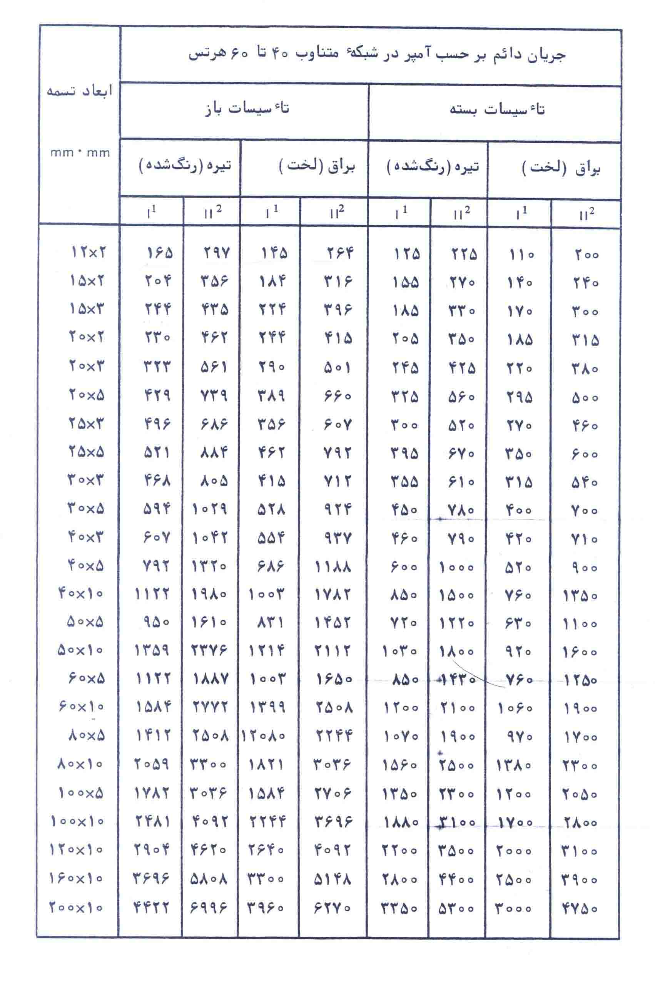 جریان دائم بر حسب آمپر در شبکهٔ متناوب ۴۰ تا ۶۰ هرتس
ابعاد تسمه
mm · mm
تاٴسیسات باز تاٴسیسات بسته
تیره (رنگ‌شده) براق (لخت) تیره (رنگ‌شده) براق (لخت)
I¹ II² I¹ II² I¹ II² I¹ II²
۱۲×۲ ۱۶۵ ۲۹۷ ۱۴۵ ۲۶۴ ۱۲۵ ۲۲۵ ۱۱۰ ۲۰۰
۱۵×۲ ۲۰۴ ۳۵۶ ۱۸۴ ۳۱۶ ۱۵۵ ۲۷۰ ۱۴۰ ۲۴۰
۱۵×۳ ۲۴۴ ۴۳۵ ۲۲۴ ۳۹۶ ۱۸۵ ۳۳۰ ۱۷۰ ۳۰۰
۲۰×۲ ۲۳۰ ۴۶۲ ۲۴۴ ۴۱۵ ۲۰۵ ۳۵۰ ۱۸۵ ۳۱۵
۲۰×۳ ۳۲۳ ۵۶۱ ۲۹۰ ۵۰۱ ۲۴۵ ۴۲۵ ۲۲۰ ۳۸۰
۲۰×۵ ۴۲۹ ۷۳۹ ۳۸۹ ۶۶۰ ۳۲۵ ۵۶۰ ۲۹۵ ۵۰۰
۲۵×۳ ۴۹۶ ۶۸۶ ۳۵۶ ۶۰۷ ۳۰۰ ۵۲۰ ۲۷۰ ۴۶۰
۲۵×۵ ۵۲۱ ۸۸۴ ۴۶۲ ۷۹۲ ۳۹۵ ۶۷۰ ۳۵۰ ۶۰۰
۳۰×۳ ۴۶۸ ۸۰۵ ۴۱۵ ۷۱۲ ۳۵۵ ۶۱۰ ۳۱۵ ۵۴۰
۳۰×۵ ۵۹۴ ۱۰۲۹ ۵۲۸ ۹۲۴ ۴۵۰ ۷۸۰ ۴۰۰ ۷۰۰
۴۰×۳ ۶۰۷ ۱۰۴۲ ۵۵۴ ۹۳۷ ۴۶۰ ۷۹۰ ۴۲۰ ۷۱۰
۴۰×۵ ۷۹۲ ۱۳۲۰ ۶۸۶ ۱۱۸۸ ۶۰۰ ۱۰۰۰ ۵۲۰ ۹۰۰
۴۰×۱۰ ۱۱۲۲ ۱۹۸۰ ۱۰۰۳ ۱۷۸۲ ۸۵۰ ۱۵۰۰ ۷۶۰ ۱۳۵۰
۵۰×۵ ۹۵۰ ۱۶۱۰ ۸۳۱ ۱۴۵۲ ۷۲۰ ۱۲۲۰ ۶۳۰ ۱۱۰۰
۵۰×۱۰ ۱۳۵۹ ۲۳۷۶ ۱۲۱۴ ۲۱۱۲ ۱۰۳۰ ۱۸۰۰ ۹۲۰ ۱۶۰۰
۶۰×۵ ۱۱۲۲ ۱۸۸۷ ۱۰۰۳ ۱۶۵۰ ۸۵۰ ۱۴۳۰ ۷۶۰ ۱۲۵۰
۶۰×۱۰ ۱۵۸۴ ۲۷۷۲ ۱۳۹۹ ۲۵۰۸ ۱۲۰۰ ۲۱۰۰ ۱۰۶۰ ۱۹۰۰
۸۰×۵ ۱۴۱۲ ۲۵۰۸ ۱۲۰۸۰ ۲۲۴۴ ۱۰۷۰ ۱۹۰۰ ۹۷۰ ۱۷۰۰
۸۰×۱۰ ۲۰۵۹ ۳۳۰۰ ۱۸۲۱ ۳۰۳۶ ۱۵۶۰ ۲۵۰۰ ۱۳۸۰ ۲۳۰۰
۱۰۰×۵ ۱۷۸۲ ۳۰۳۶ ۱۵۸۴ ۲۷۰۶ ۱۳۵۰ ۲۳۰۰ ۱۲۰۰ ۲۰۵۰
۱۰۰×۱۰ ۲۴۸۱ ۴۰۹۲ ۲۲۴۴ ۳۶۹۶ ۱۸۸۰ ۳۱۰۰ ۱۷۰۰ ۲۸۰۰
۱۲۰×۱۰ ۲۹۰۴ ۴۶۲۰ ۲۶۴۰ ۴۰۹۲ ۲۲۰۰ ۳۵۰۰ ۲۰۰۰ ۳۱۰۰
۱۶۰×۱۰ ۳۶۹۶ ۵۸۰۸ ۳۳۰۰ ۵۱۴۸ ۲۸۰۰ ۴۴۰۰ ۲۵۰۰ ۳۹۰۰
۲۰۰×۱۰ ۴۴۲۲ ۶۹۹۶ ۳۹۶۰ ۶۲۷۰ ۳۳۵۰ ۵۳۰۰ ۳۰۰۰ ۴۷۵۰